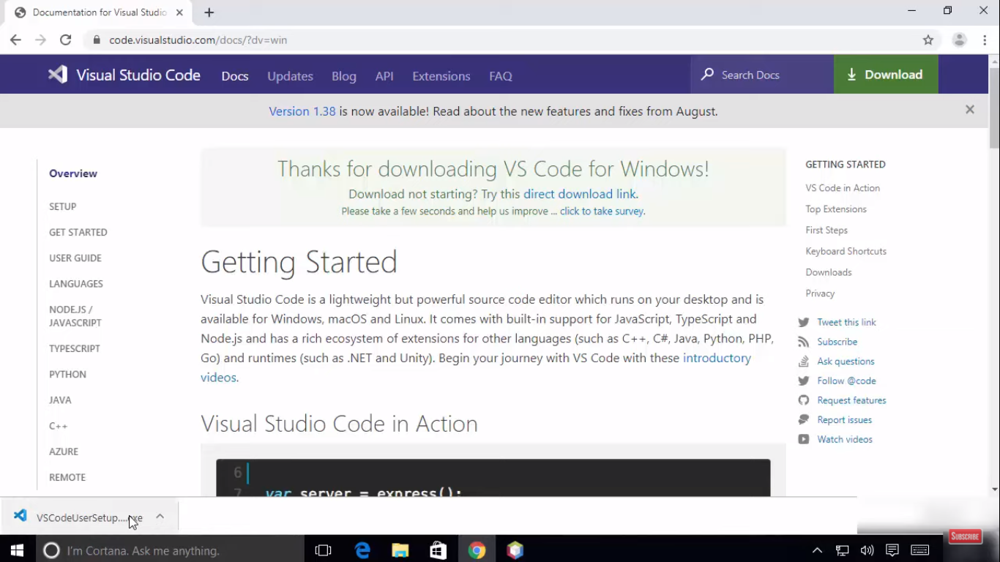 Documentation for Visual Studio
code.visualstudio.com/docs/?dv=win
Visual Studio Code Docs Updates Blog API Extensions FAQ Search Docs Download
Version 1.38 is now available! Read about the new features and fixes from August.
Overview
SETUP
GET STARTED
USER GUIDE
LANGUAGES
NODE.JS /
JAVASCRIPT
TYPESCRIPT
PYTHON
JAVA
C++
AZURE
REMOTE
Thanks for downloading VS Code for Windows!
Download not starting? Try this direct download link.
Please take a few seconds and help us improve ... click to take survey.
Getting Started
Visual Studio Code is a lightweight but powerful source code editor which runs on your desktop and is
available for Windows, macOS and Linux. It comes with built-in support for JavaScript, TypeScript and
Node.js and has a rich ecosystem of extensions for other languages (such as C++, C#, Java, Python, PHP,
Go) and runtimes (such as .NET and Unity). Begin your journey with VS Code with these introductory
videos.
Visual Studio Code in Action
6
7 var server = express();
GETTING STARTED
VS Code in Action
Top Extensions
First Steps
Keyboard Shortcuts
Downloads
Privacy
Tweet this link
Subscribe
Ask questions
Follow @code
Request features
Report issues
Watch videos
VSCodeUserSetup....exe
SUBSCRIBE
I'm Cortana. Ask me anything.